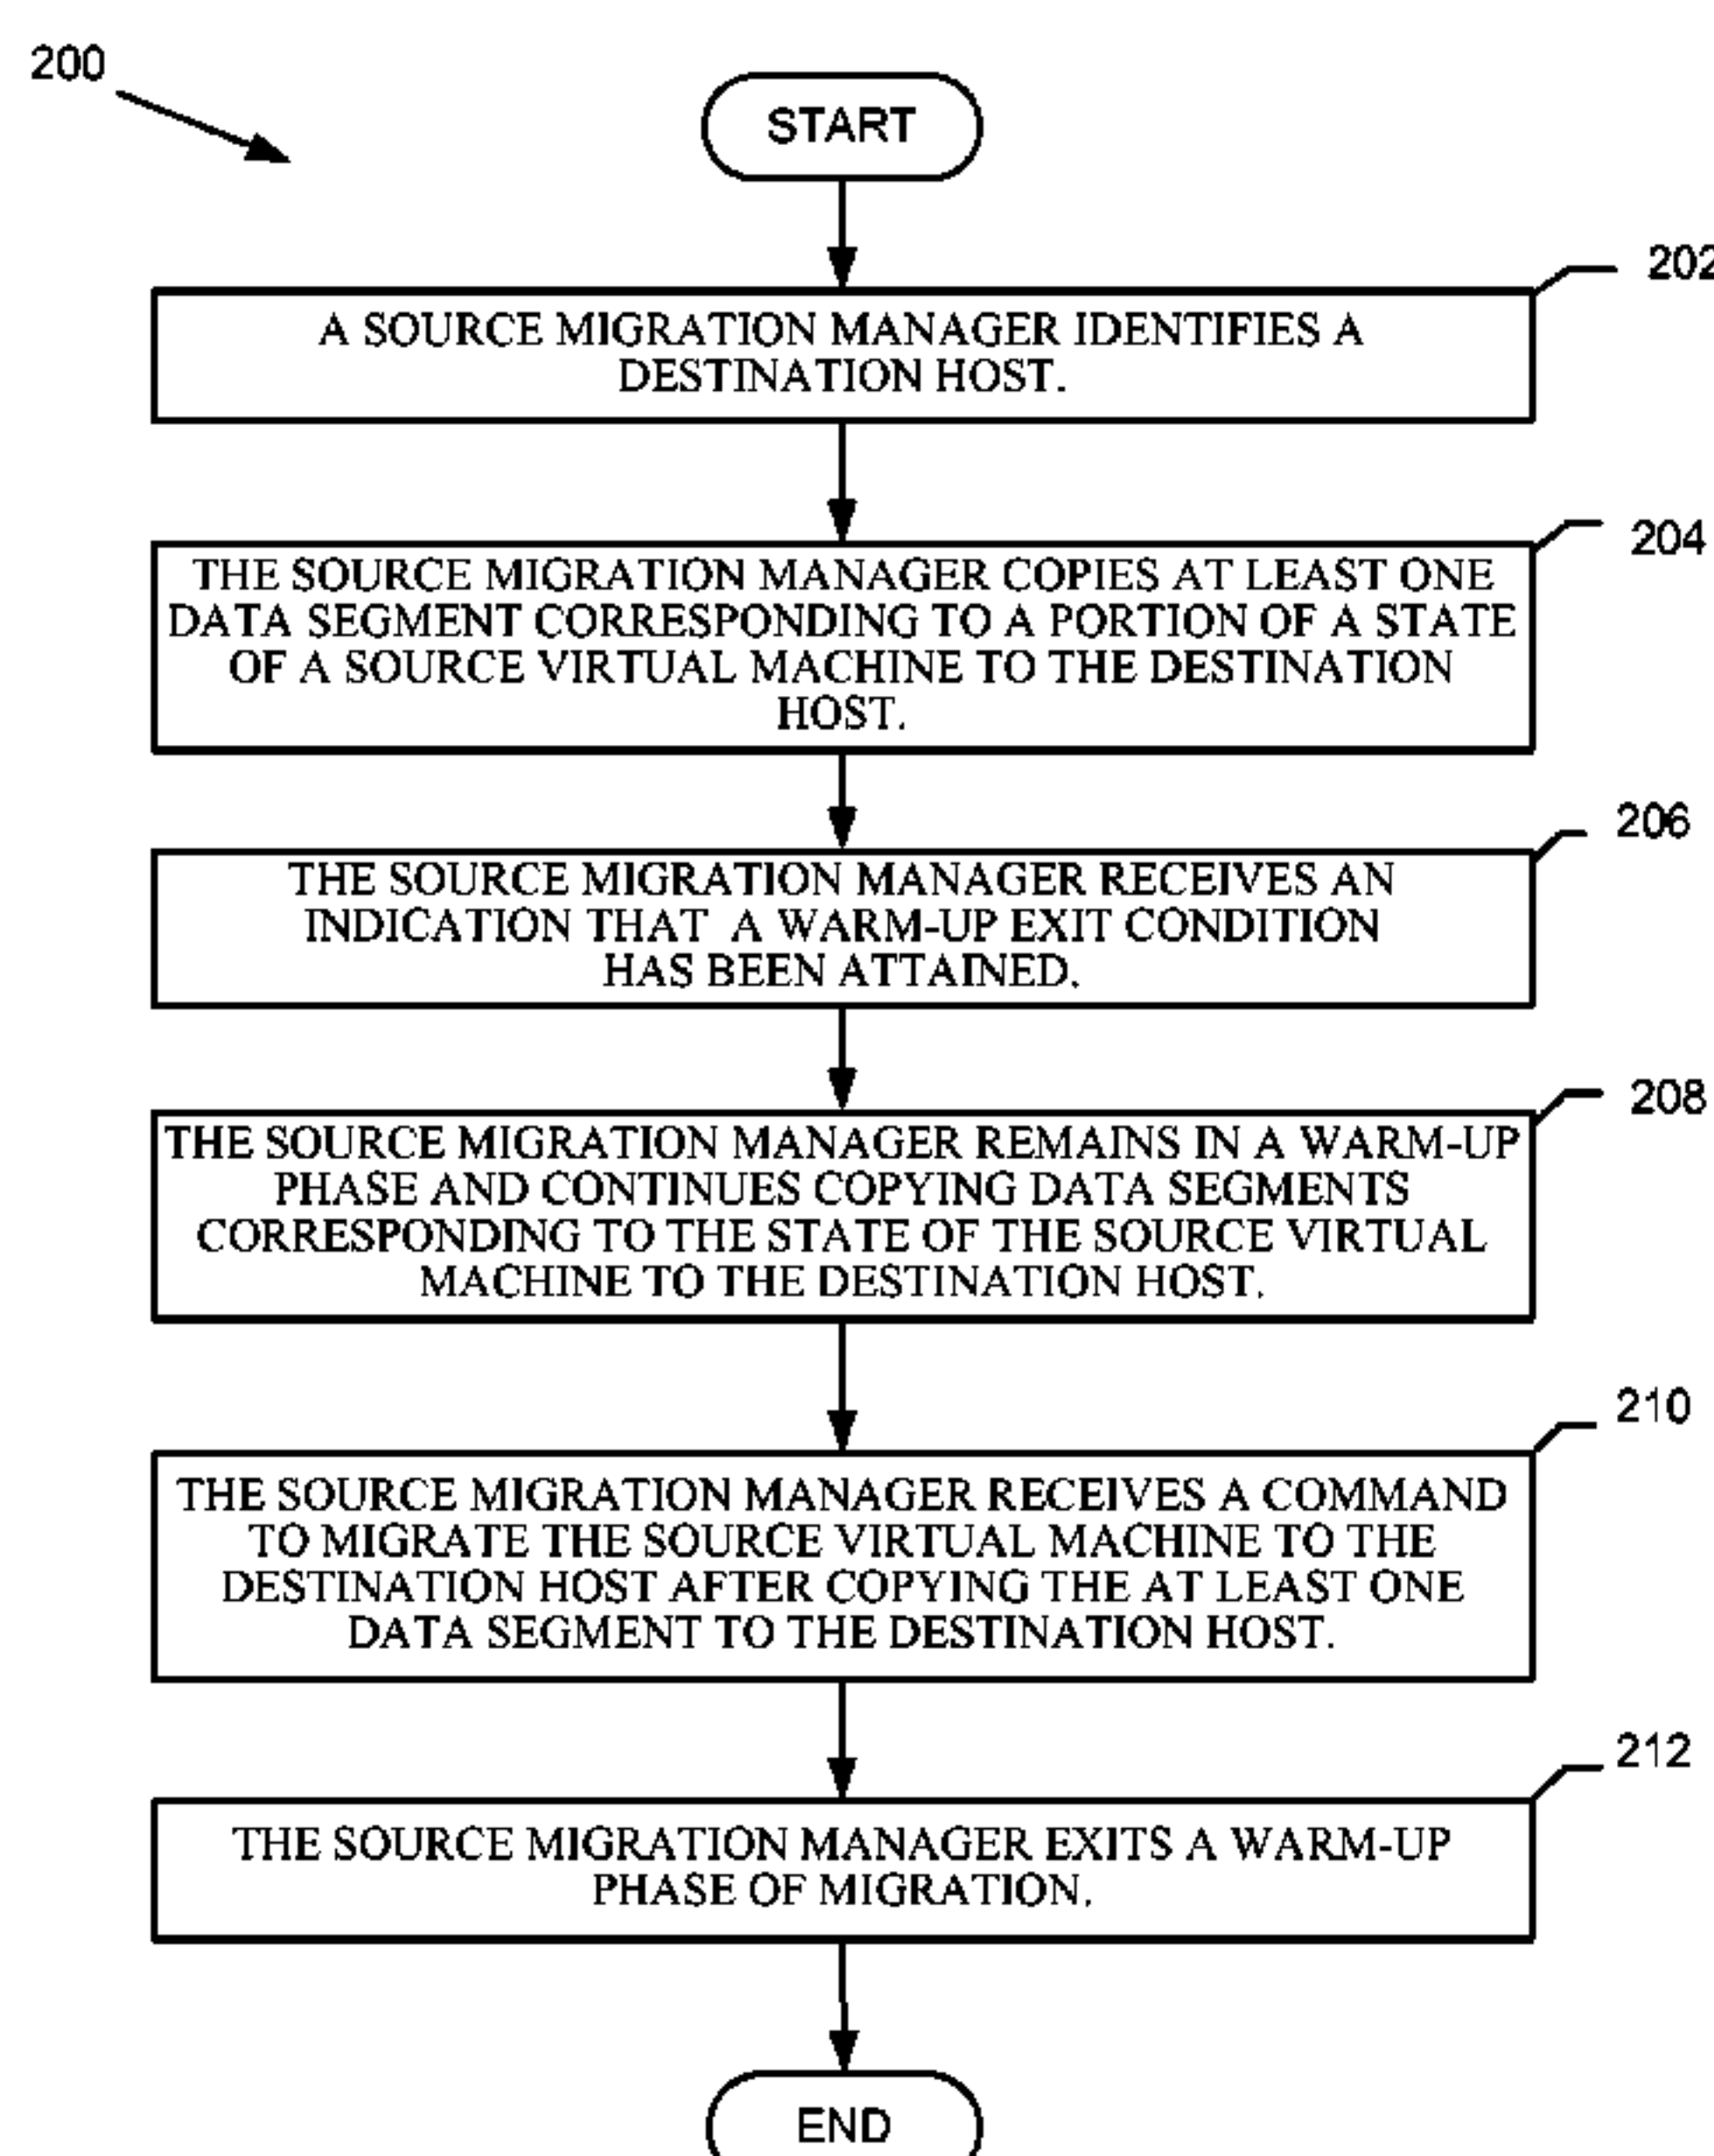 200
START
202
A SOURCE MIGRATION MANAGER IDENTIFIES A
DESTINATION HOST.
204
THE SOURCE MIGRATION MANAGER COPIES AT LEAST ONE
DATA SEGMENT CORRESPONDING TO A PORTION OF A STATE
OF A SOURCE VIRTUAL MACHINE TO THE DESTINATION
HOST.
206
THE SOURCE MIGRATION MANAGER RECEIVES AN
INDICATION THAT A WARM-UP EXIT CONDITION
HAS BEEN ATTAINED.
208
THE SOURCE MIGRATION MANAGER REMAINS IN A WARM-UP
PHASE AND CONTINUES COPYING DATA SEGMENTS
CORRESPONDING TO THE STATE OF THE SOURCE VIRTUAL
MACHINE TO THE DESTINATION HOST.
210
THE SOURCE MIGRATION MANAGER RECEIVES A COMMAND
TO MIGRATE THE SOURCE VIRTUAL MACHINE TO THE
DESTINATION HOST AFTER COPYING THE AT LEAST ONE
DATA SEGMENT TO THE DESTINATION HOST.
212
THE SOURCE MIGRATION MANAGER EXITS A WARM-UP
PHASE OF MIGRATION.
END